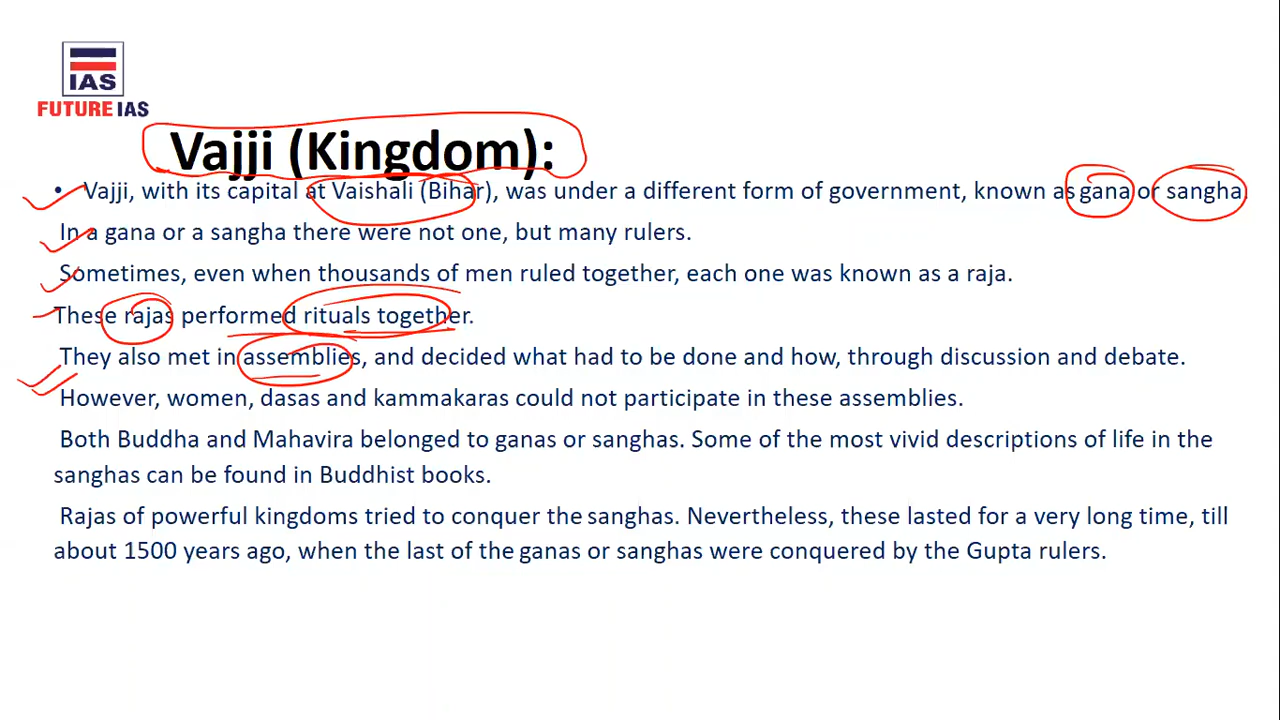 IAS
FUTURE IAS
Vajji (Kingdom):
• Vajji, with its capital at Vaishali (Bihar), was under a different form of government, known as gana or sangha.
In a gana or a sangha there were not one, but many rulers.
Sometimes, even when thousands of men ruled together, each one was known as a raja.
These rajas performed rituals together.
They also met in assemblies, and decided what had to be done and how, through discussion and debate.
However, women, dasas and kammakaras could not participate in these assemblies.
Both Buddha and Mahavira belonged to ganas or sanghas. Some of the most vivid descriptions of life in the
sanghas can be found in Buddhist books.
Rajas of powerful kingdoms tried to conquer the sanghas. Nevertheless, these lasted for a very long time, till
about 1500 years ago, when the last of the ganas or sanghas were conquered by the Gupta rulers.